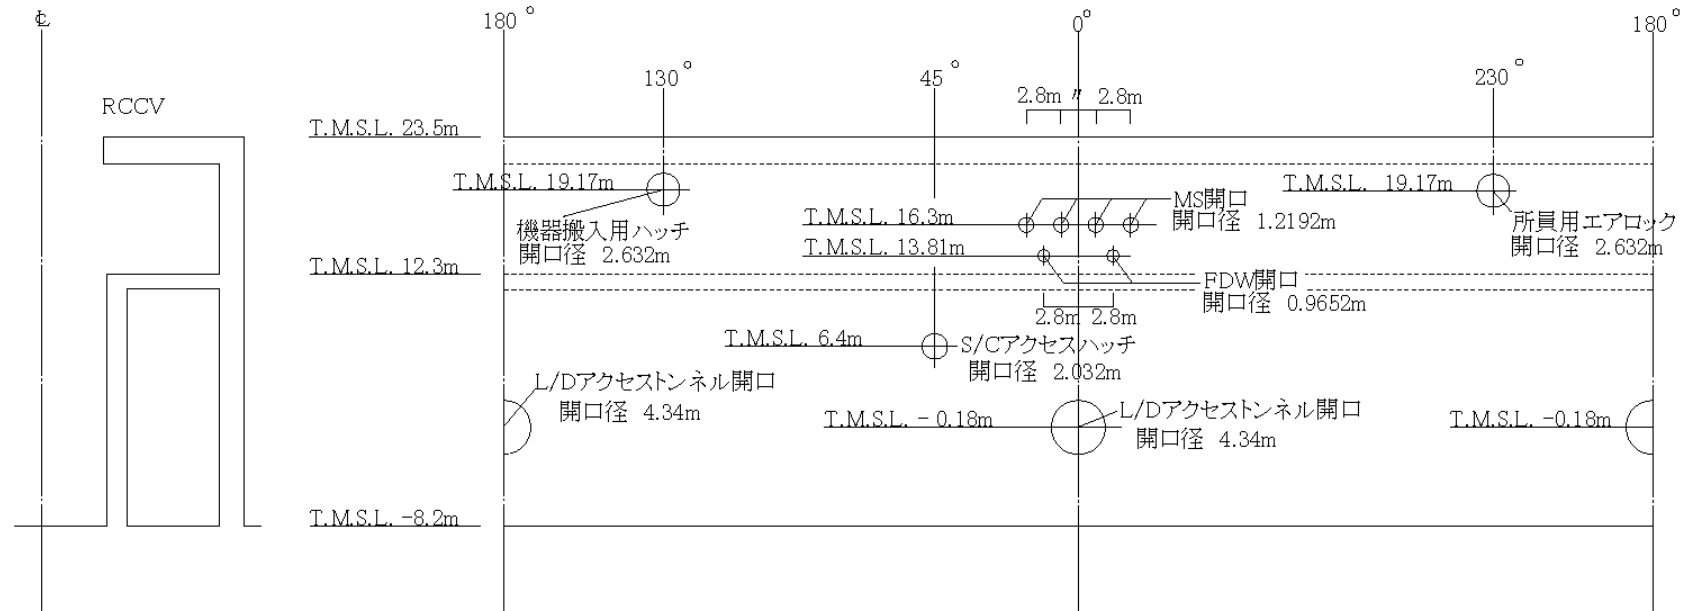 ℄
180°
0°
180°
130°
45°
230°
2.8m 〃 2.8m
RCCV
T.M.S.L. 23.5m
T.M.S.L. 19.17m
T.M.S.L. 19.17m
MS開口
開口径 1.2192m
T.M.S.L. 16.3m
機器搬入用ハッチ
開口径 2.632m
所員用エアロック
開口径 2.632m
T.M.S.L. 13.81m
T.M.S.L. 12.3m
FDW開口
開口径 0.9652m
2.8m 2.8m
T.M.S.L. 6.4m
S/Cアクセスハッチ
開口径 2.032m
L/Dアクセストンネル開口
開口径 4.34m
T.M.S.L. -0.18m
L/Dアクセストンネル開口
開口径 4.34m
T.M.S.L. -0.18m
T.M.S.L. -8.2m